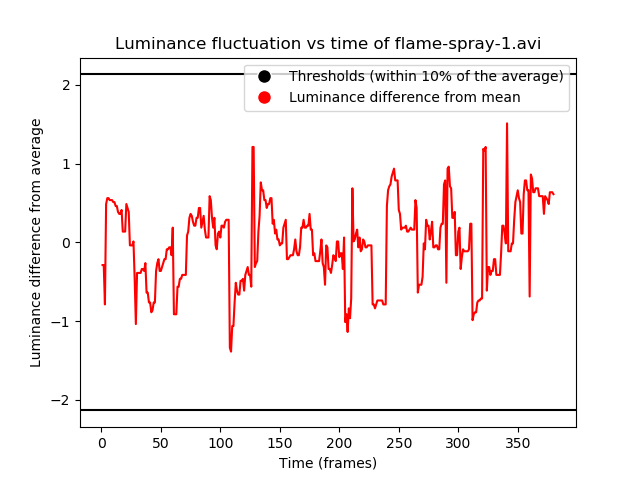 Luminance fluctuation vs time of flame-spray-1.avi
Thresholds (within 10% of the average)
Luminance difference from mean
Luminance difference from average
2
1
0
−1
−2
0 50 100 150 200 250 300 350
Time (frames)